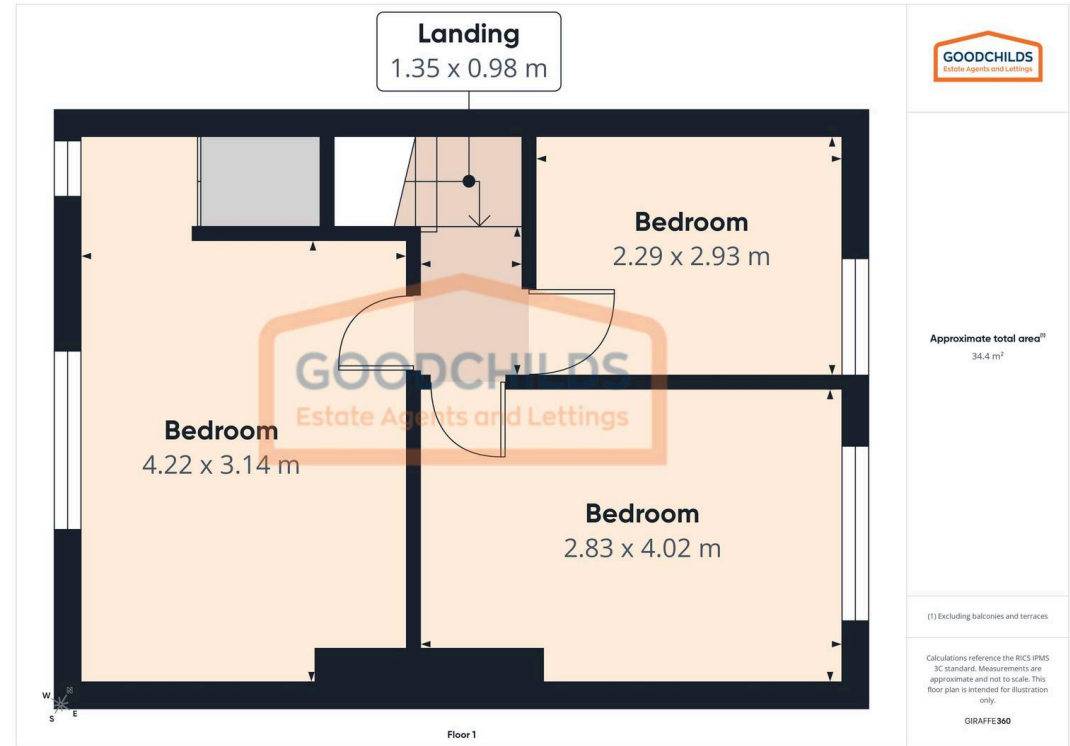 Landing
1.35 x 0.98 m
GOODCHILDS
Estate Agents and Lettings
Bedroom
2.29 x 2.93 m
GOODCHILDS
Estate Agents and Lettings
Bedroom
4.22 x 3.14 m
Bedroom
2.83 x 4.02 m
Approximate total area(1)
34.4 m²
(1) Excluding balconies and terraces
Calculations reference the RICS IPMS
3C standard. Measurements are
approximate and not to scale. This
floor plan is intended for illustration
only.
GIRAFFE360
W
S
E
Floor 1